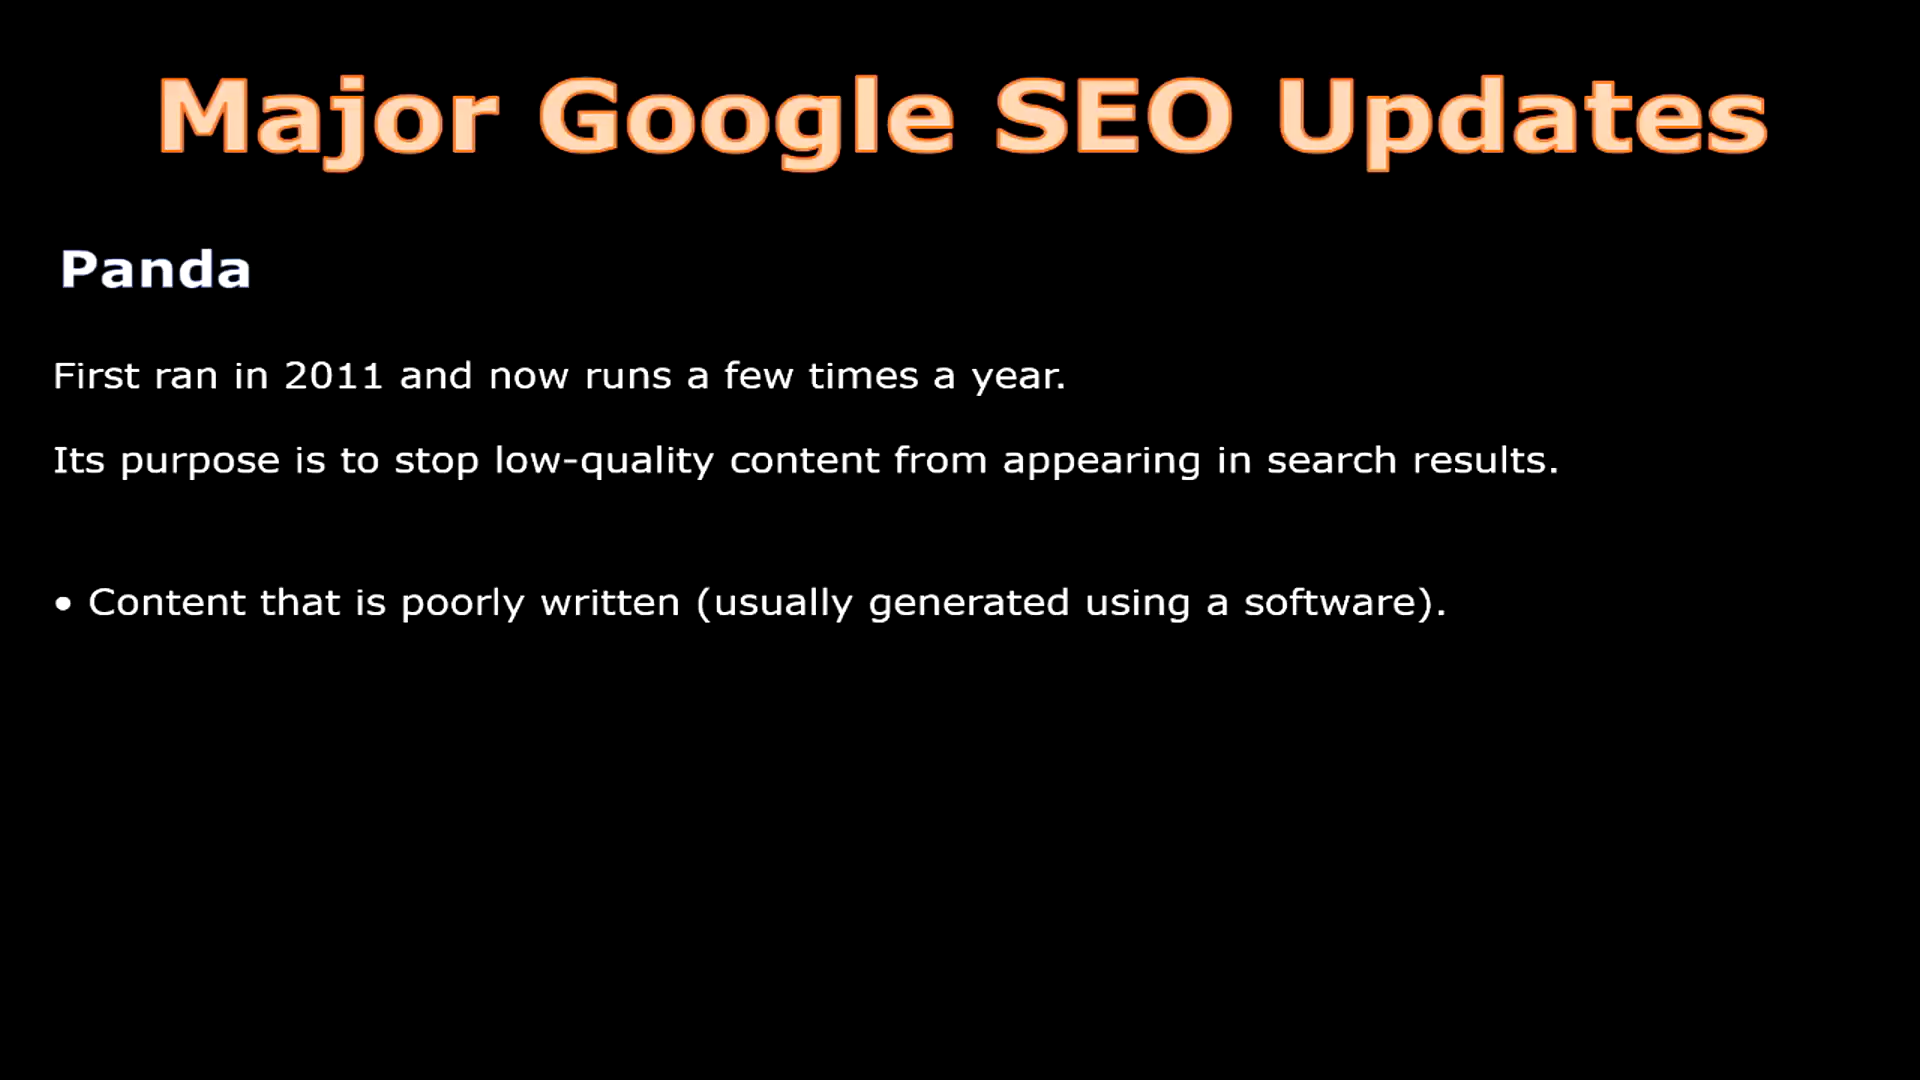 Major Google SEO Updates
Panda
First ran in 2011 and now runs a few times a year.
Its purpose is to stop low-quality content from appearing in search results.
• Content that is poorly written (usually generated using a software).